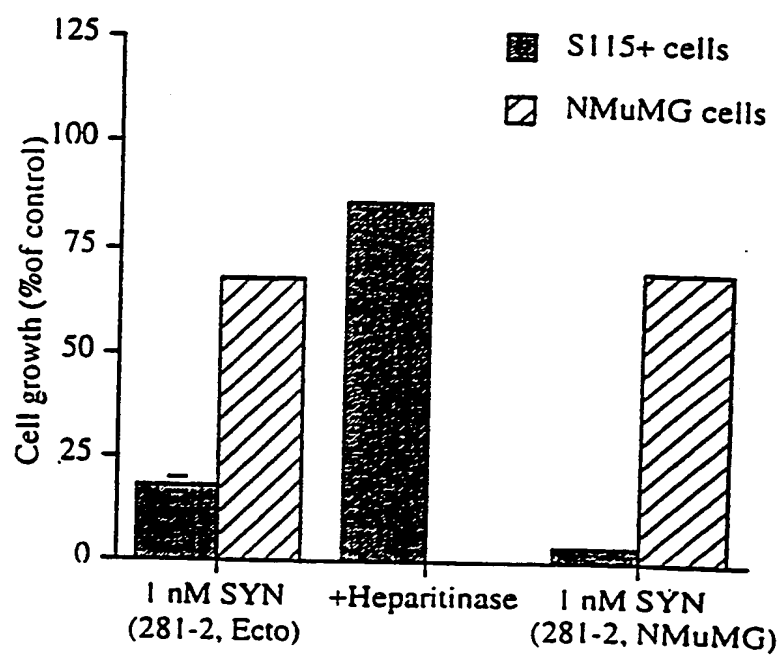 125
100
75
50
25
0
Cell growth (%of control)
S115+ cells
NMuMG cells
1 nM SYN
(281-2, Ecto)
+Heparitinase
1 nM SYN
(281-2, NMuMG)